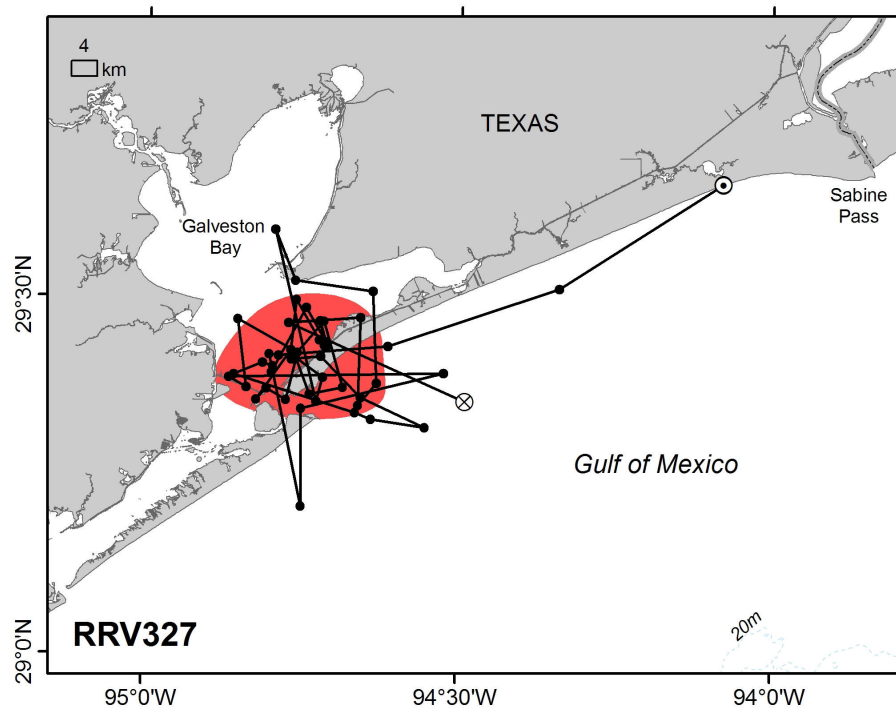 4
km
TEXAS
Galveston
Bay
Sabine
Pass
29°30'N
Gulf of Mexico
20m
29°0'N
RRV327
95°0'W
94°30'W
94°0'W